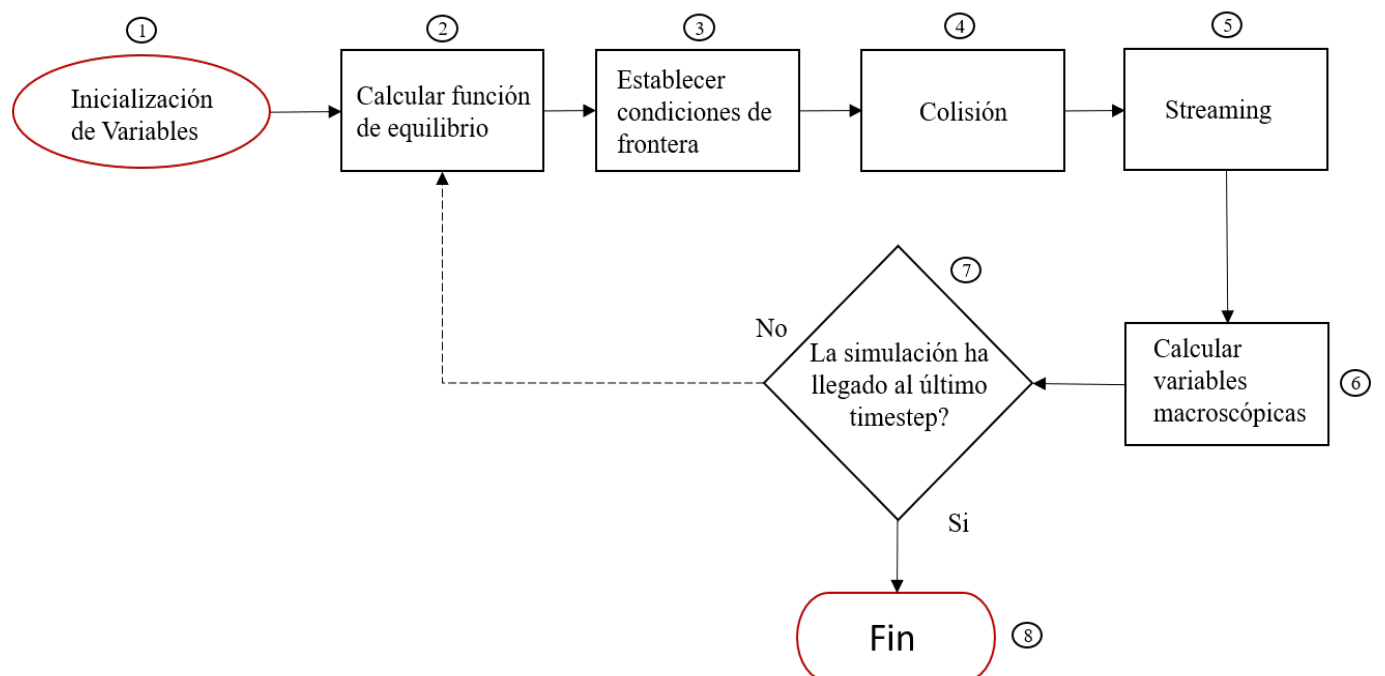 1
Inicialización
de Variables
2
Calcular función
de equilibrio
3
Establecer
condiciones de
frontera
4
Colisión
5
Streaming
6
Calcular
variables
macroscópicas
7
La simulación ha
llegado al último
timestep?
No
Si
8
Fin